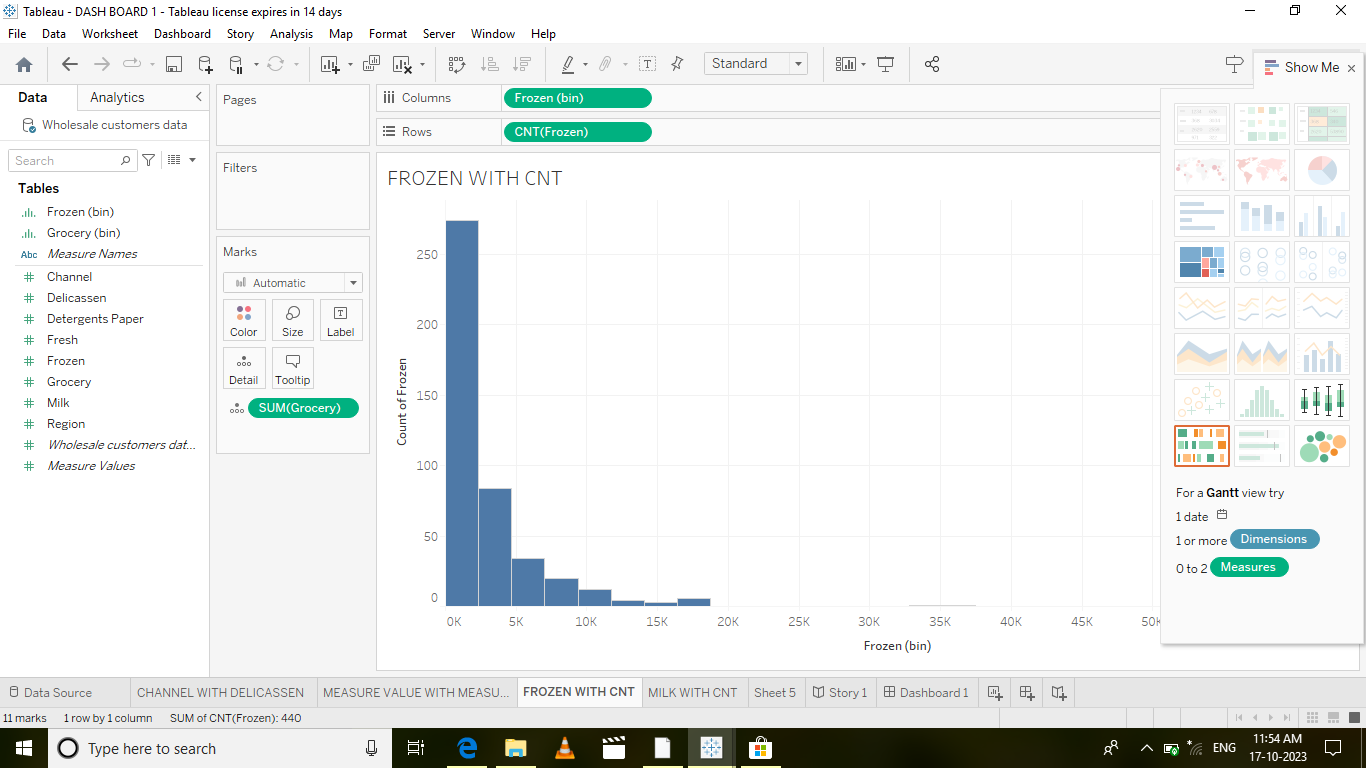 Tableau - DASH BOARD 1 - Tableau license expires in 14 days
File Data Worksheet Dashboard Story Analysis Map Format Server Window Help
Standard
Show Me
Data Analytics
Pages
Columns Frozen (bin)
Wholesale customers data
Rows CNT(Frozen)
Search
Filters
FROZEN WITH CNT
Tables
Frozen (bin)
Grocery (bin)
Abc Measure Names
Channel
Delicassen
Detergents Paper
Fresh
Frozen
Grocery
Milk
Region
Wholesale customers dat...
Measure Values
Marks
Automatic
Color Size Label
Detail Tooltip
SUM(Grocery)
Count of Frozen
250
200
150
100
50
0
0K 5K 10K 15K 20K 25K 30K 35K 40K 45K 50K
Frozen (bin)
For a Gantt view try
1 date
1 or more Dimensions
0 to 2 Measures
Data Source CHANNEL WITH DELICASSEN MEASURE VALUE WITH MEASU... FROZEN WITH CNT MILK WITH CNT Sheet 5 Story 1 Dashboard 1
11 marks 1 row by 1 column SUM of CNT(Frozen): 440
Type here to search
ENG
11:54 AM
17-10-2023